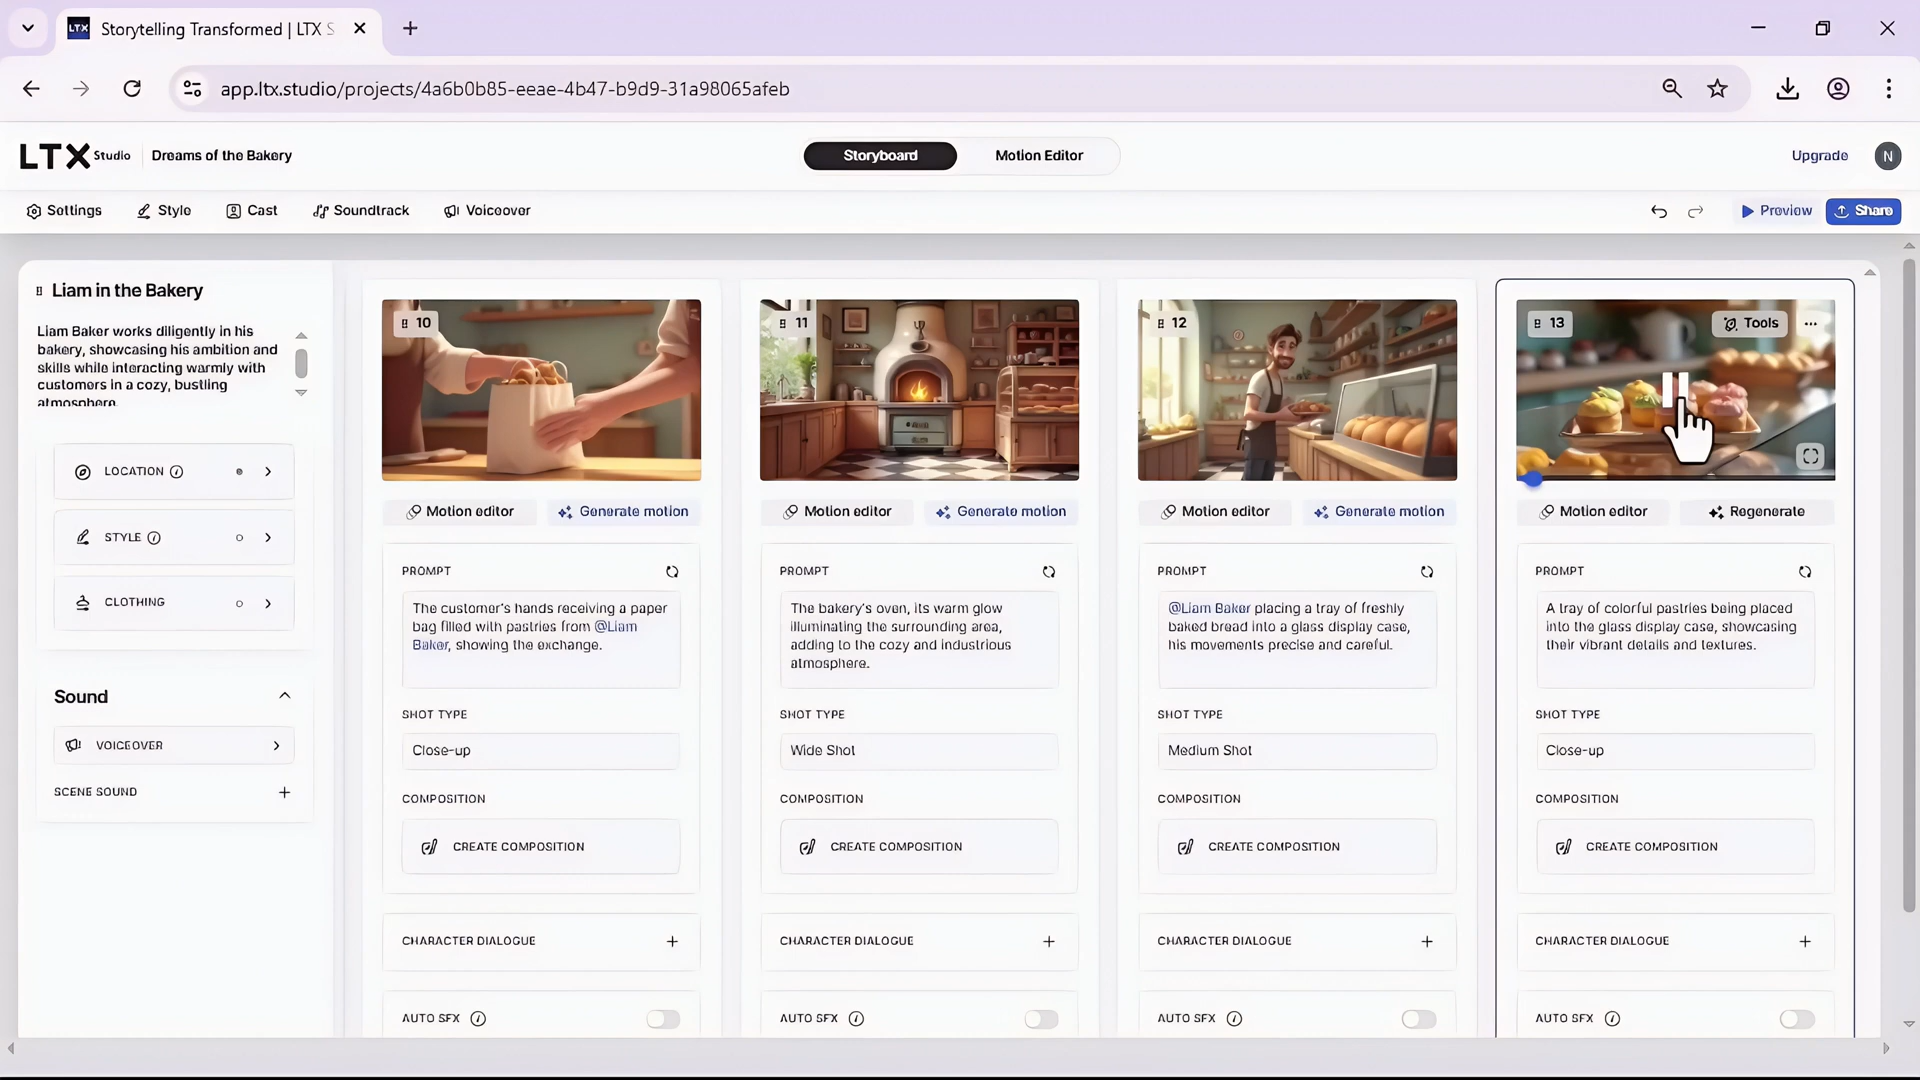 Storytelling Transformed | LTX S
app.ltx.studio/projects/4a6b0b85-eeae-4b47-b9d9-31a98065afeb
LTX Studio
Dreams of the Bakery
Storyboard
Motion Editor
Upgrade
N
Settings
Style
Cast
Soundtrack
Voiceover
Preview
Share
Liam in the Bakery
Liam Baker works diligently in his
bakery, showcasing his ambition and
skills while interacting warmly with
customers in a cozy, bustling
atmosphere.
LOCATION
STYLE
CLOTHING
Sound
VOICEOVER
SCENE SOUND
10
Motion editor
Generate motion
PROMPT
The customer's hands receiving a paper
bag filled with pastries from @Liam
Baker, showing the exchange.
SHOT TYPE
Close-up
COMPOSITION
CREATE COMPOSITION
CHARACTER DIALOGUE
AUTO SFX
11
Motion editor
Generate motion
PROMPT
The bakery's oven, its warm glow
illuminating the surrounding area,
adding to the cozy and industrious
atmosphere.
SHOT TYPE
Wide Shot
COMPOSITION
CREATE COMPOSITION
CHARACTER DIALOGUE
AUTO SFX
12
Motion editor
Generate motion
PROMPT
@Liam Baker placing a tray of freshly
baked bread into a glass display case,
his movements precise and careful.
SHOT TYPE
Medium Shot
COMPOSITION
CREATE COMPOSITION
CHARACTER DIALOGUE
AUTO SFX
13
Tools
Motion editor
Regenerate
PROMPT
A tray of colorful pastries being placed
into the glass display case, showcasing
their vibrant details and textures.
SHOT TYPE
Close-up
COMPOSITION
CREATE COMPOSITION
CHARACTER DIALOGUE
AUTO SFX